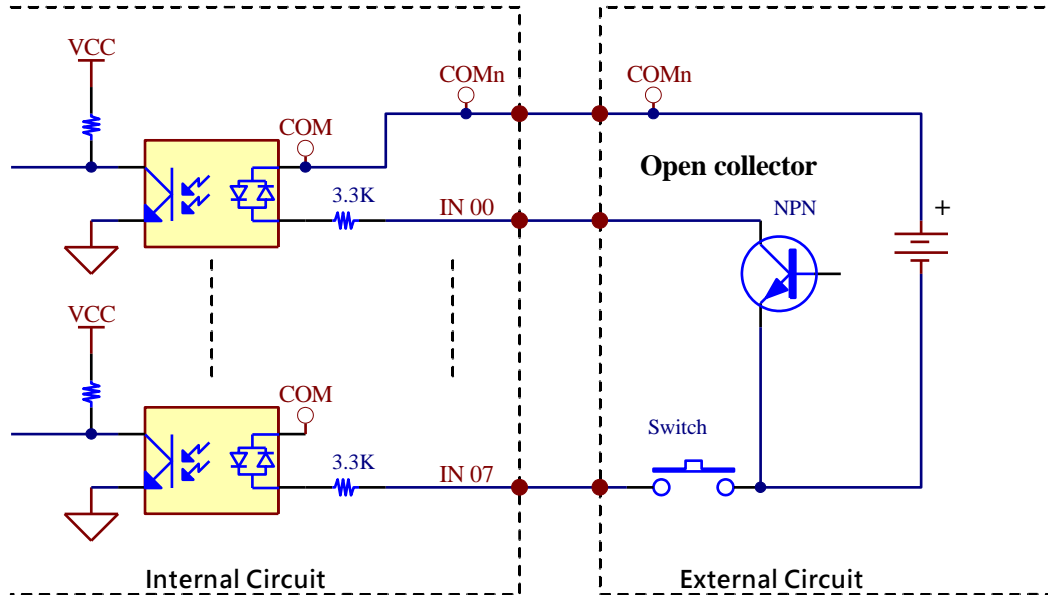 VCC
COMn
COMn
COM
Open collector
3.3K
IN 00
NPN
+
VCC
COM
Switch
3.3K
IN 07
Internal Circuit
External Circuit